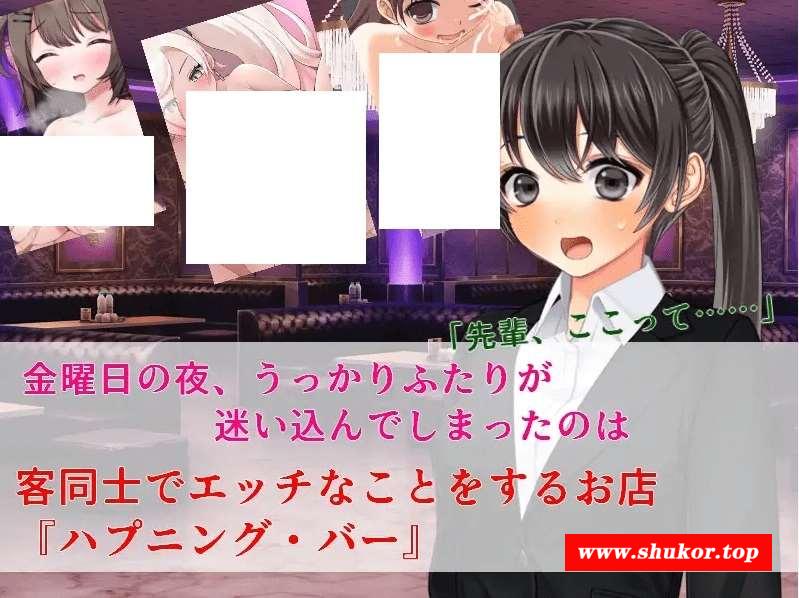 「先輩、ここって……」
金曜日の夜、うっかりふたりが
迷い込んでしまったのは
客同士でエッチなことをするお店
『ハプニング・バー』
www.shukor.top